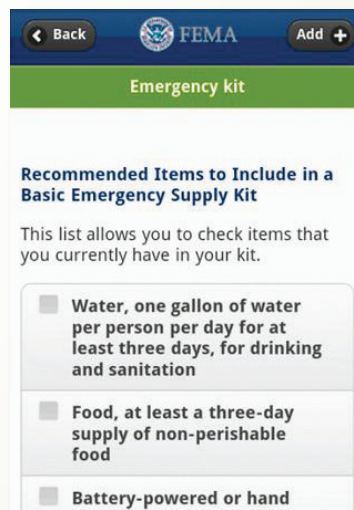 Back
FEMA
Add
Emergency kit
Recommended Items to Include in a
Basic Emergency Supply Kit
This list allows you to check items that
you currently have in your kit.
Water, one gallon of water
per person per day for at
least three days, for drinking
and sanitation
Food, at least a three-day
supply of non-perishable
food
Battery-powered or hand